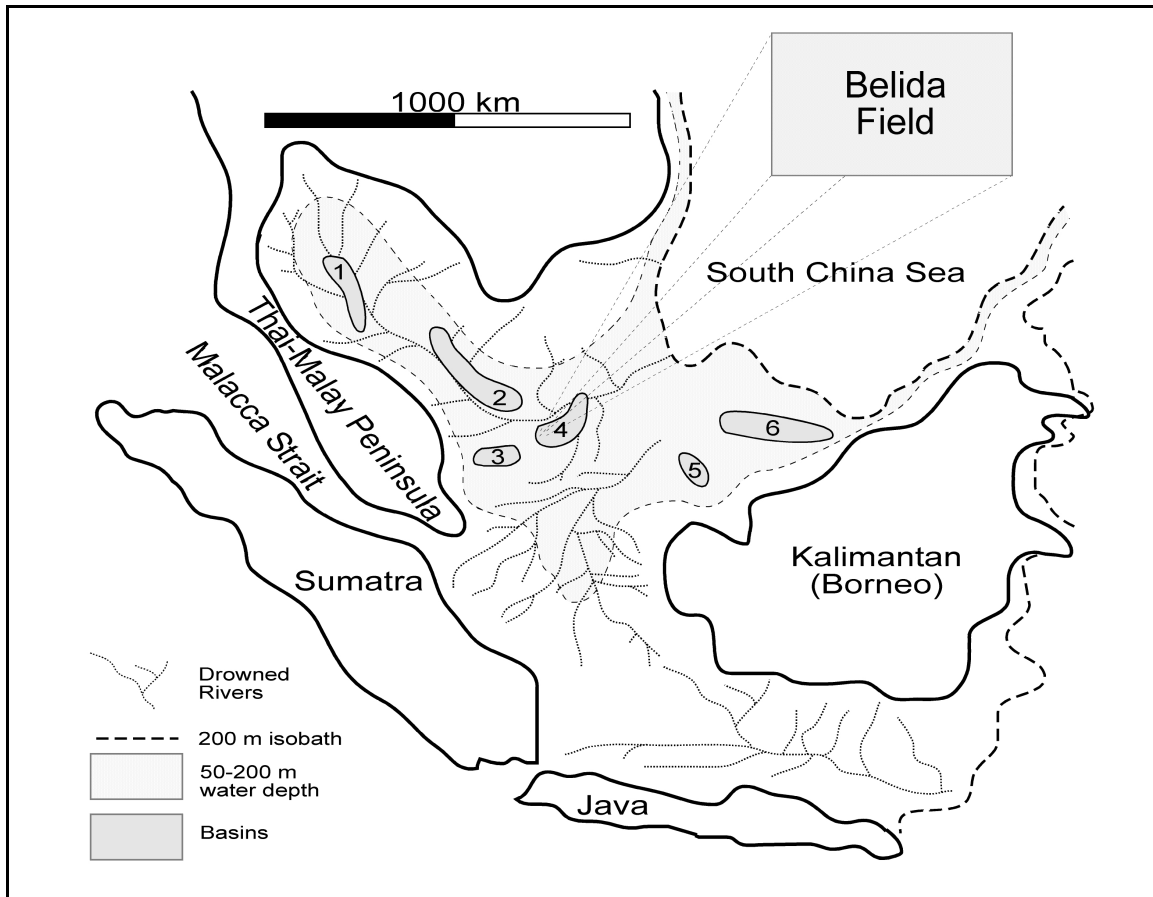 Belida
Field
1000 km
South China Sea
1
Thai-Malay Peninsula
Malacca Strait
2
3
4
5
6
Kalimantan
(Borneo)
Sumatra
Drowned
Rivers
200 m isobath
50-200 m
water depth
Java
Basins